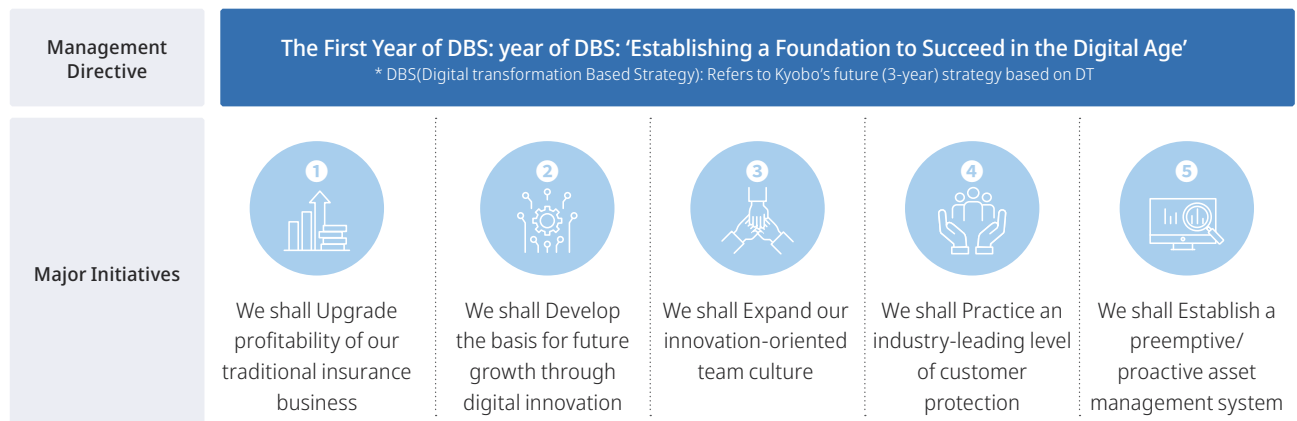 Management
Directive
The First Year of DBS: year of DBS: ‘Establishing a Foundation to Succeed in the Digital Age’
* DBS(Digital transformation Based Strategy): Refers to Kyobo’s future (3-year) strategy based on DT
Major Initiatives
1
We shall Upgrade
profitability of our
traditional insurance
business
2
We shall Develop
the basis for future
growth through
digital innovation
3
We shall Expand our
innovation-oriented
team culture
4
We shall Practice an
industry-leading level
of customer
protection
5
We shall Establish a
preemptive/
proactive asset
management system